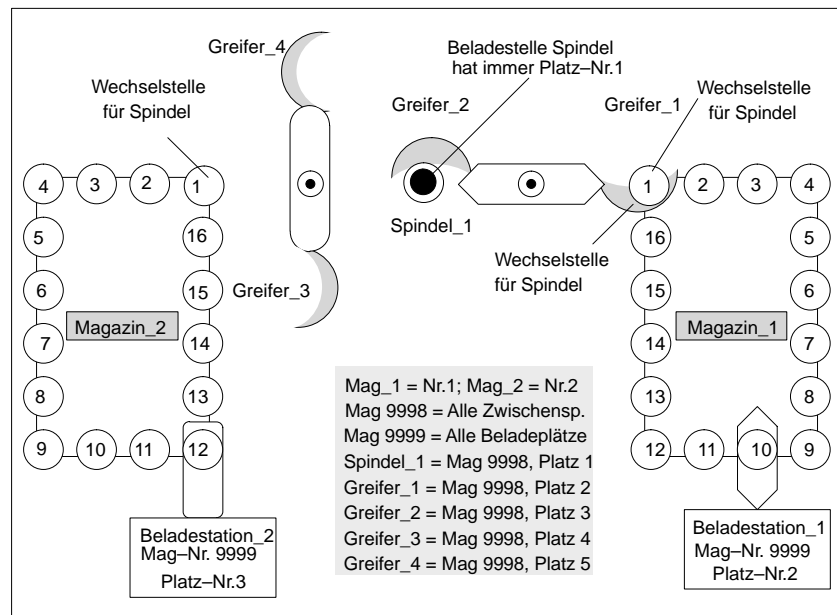 Greifer_4
Beladestelle Spindel
hat immer Platz–Nr.1
Wechselstelle
für Spindel
Greifer_2
Greifer_1
Wechselstelle
für Spindel
4
3
2
1
1
2
3
4
5
16
Spindel_1
Wechselstelle
für Spindel
16
5
6
15
Greifer_3
15
6
Magazin_2
Magazin_1
7
14
14
7
8
13
13
8
9
10
11
12
12
11
10
9
Mag_1 = Nr.1; Mag_2 = Nr.2
Mag 9998 = Alle Zwischensp.
Mag 9999 = Alle Beladeplätze
Spindel_1 = Mag 9998, Platz 1
Greifer_1 = Mag 9998, Platz 2
Greifer_2 = Mag 9998, Platz 3
Greifer_3 = Mag 9998, Platz 4
Greifer_4 = Mag 9998, Platz 5
Beladestation_2
Mag–Nr. 9999
Platz–Nr.3
Beladestation_1
Mag–Nr. 9999
Platz–Nr.2